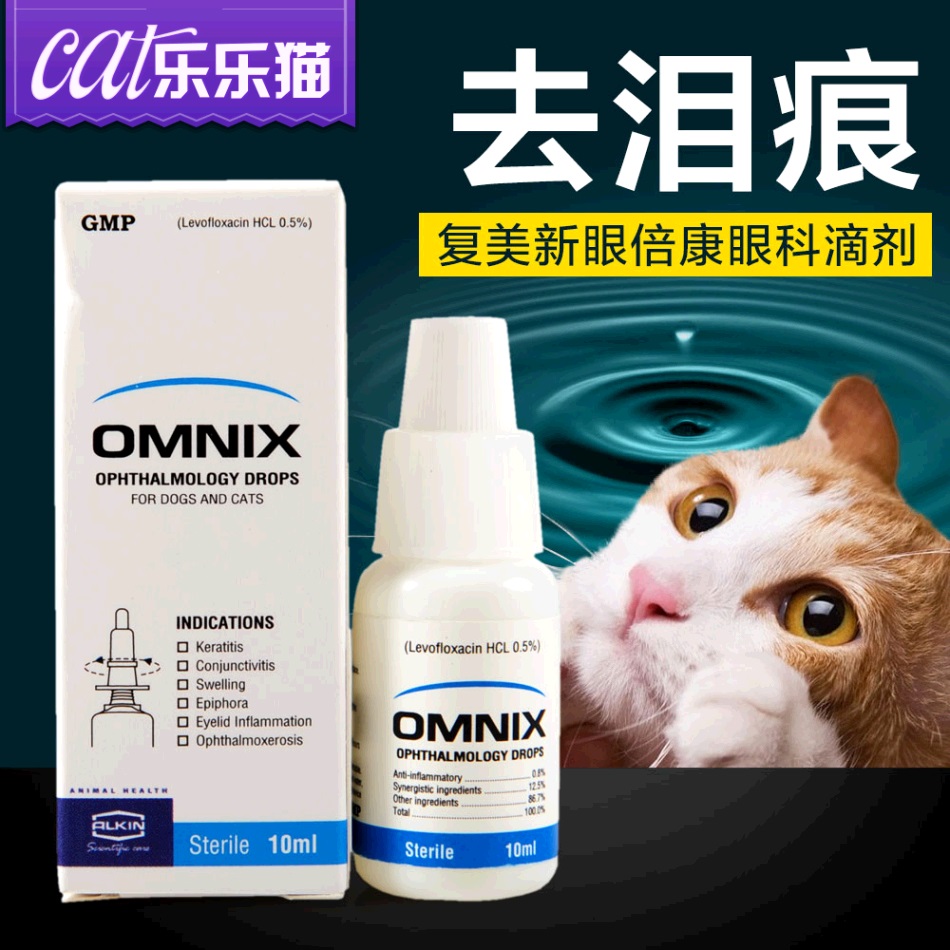 cat乐乐猫
去泪痕
复美新眼倍康眼科滴剂
GMP (Levofloxacin HCL 0.5%)
OMNIX
OPHTHALMOLOGY DROPS
FOR DOGS AND CATS
INDICATIONS
Keratitis
Conjunctivitis
Swelling
Epiphora
Eyelid Inflammation
Ophthalmoxerosis
ANIMAL HEALTH
ALKIN
Scientific care
Sterile 10ml
(Levofloxacin HCL 0.5%)
OMNIX
OPHTHALMOLOGY DROPS
Anti-inflammatory 0.8%
Synergistic ingredients 12.5%
Other ingredients 86.7%
Total 100.0%
Sterile 10ml